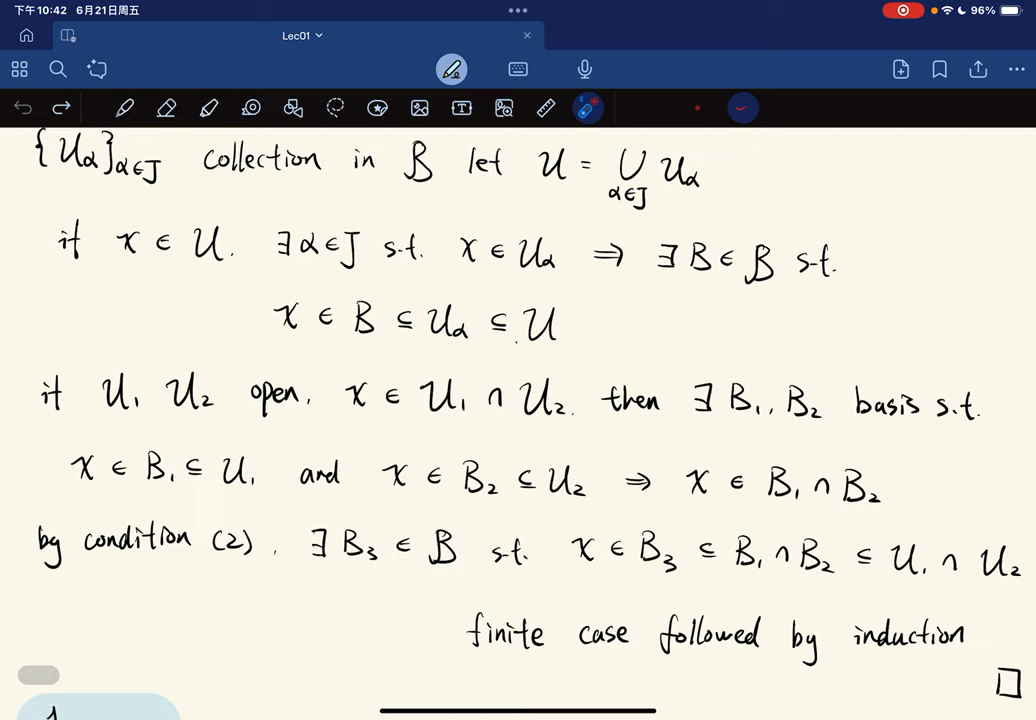 下午10:42 6月21日周五
96%
Lec01
{Uα}α∈J collection in ℬ let U = ⋃α∈J Uα
if x ∈ U. ∃α∈J s.t. x ∈ Uα ⇒ ∃ B ∈ ℬ s.t.
x ∈ B ⊆ Uα ⊆ U
if U₁ U₂ open, x ∈ U₁ ∩ U₂, then ∃ B₁, B₂ basis s.t.
x ∈ B₁ ⊆ U₁ and x ∈ B₂ ⊆ U₂ ⇒ x ∈ B₁ ∩ B₂
by condition (2), ∃ B₃ ∈ ℬ s.t. x ∈ B₃ ⊆ B₁ ∩ B₂ ⊆ U₁ ∩ U₂
finite case followed by induction
□